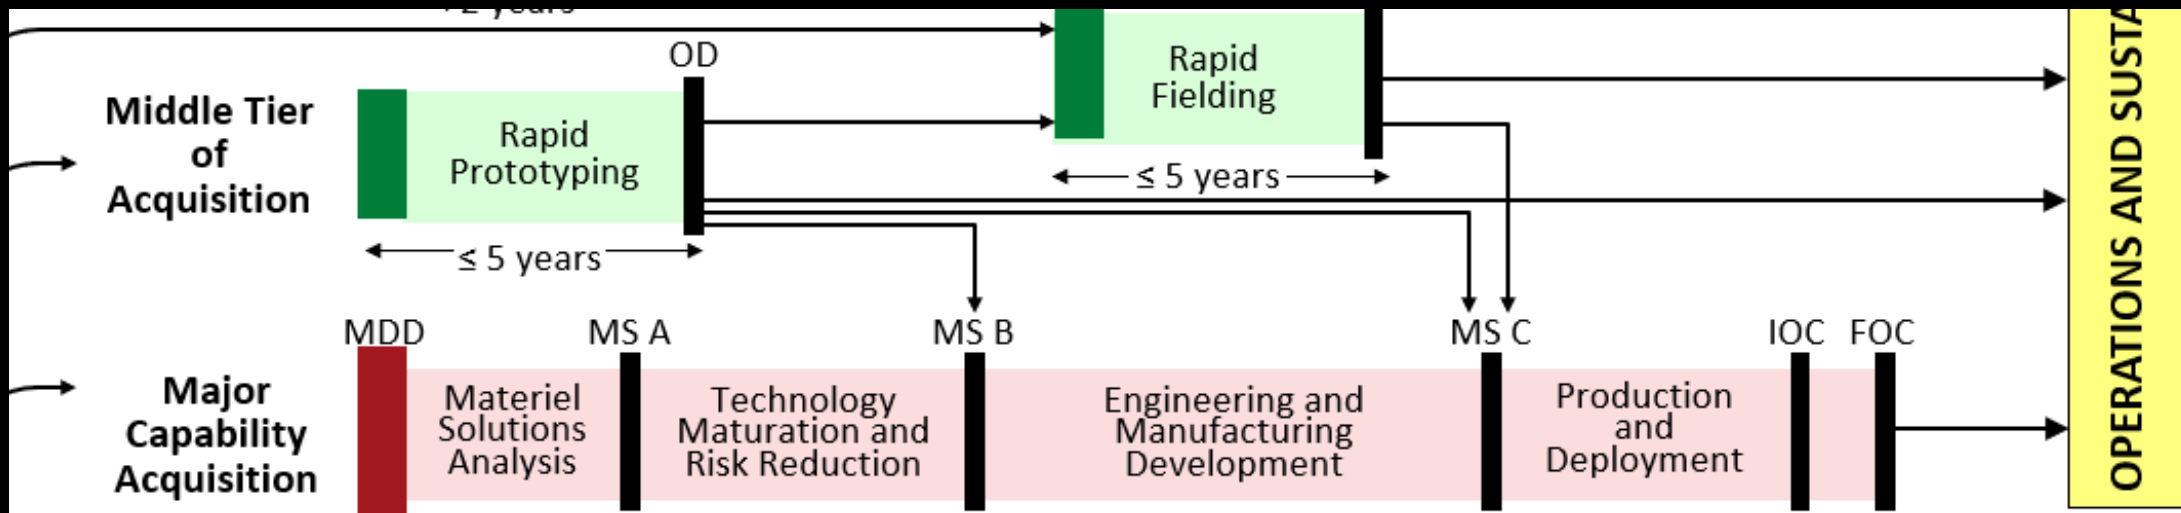 2 years
OD
Rapid
Fielding
Middle Tier
of
Acquisition
Rapid
Prototyping
≤ 5 years
≤ 5 years
MDD
MS A
MS B
MS C
IOC
FOC
Major
Capability
Acquisition
Materiel
Solutions
Analysis
Technology
Maturation and
Risk Reduction
Engineering and
Manufacturing
Development
Production
and
Deployment
OPERATIONS AND